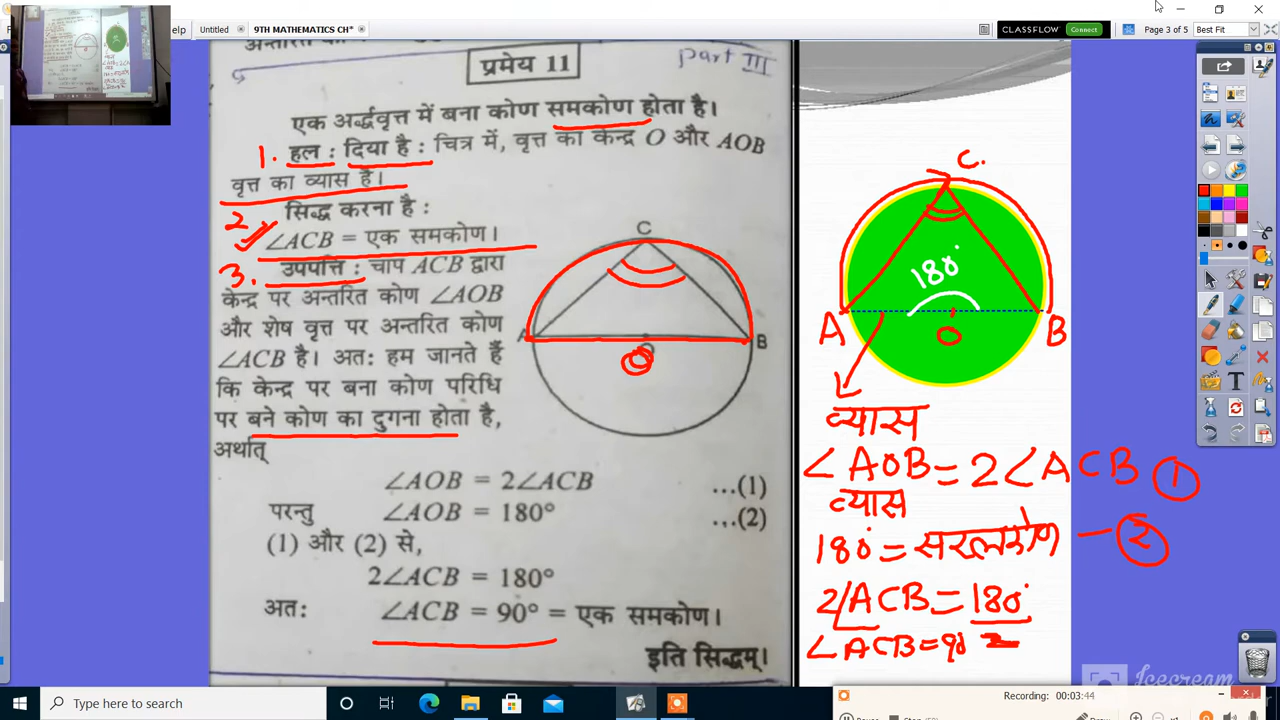 help
Untitled
9TH MATHEMATICS CH*
CLASSFLOW
Connect
Page 3 of 5
Best Fit
Part III
प्रमेय 11
एक अर्द्धवृत्त में बना कोण समकोण होता है।
1. हल : दिया है : चित्र में, वृत्त का केन्द्र O और AOB
वृत्त का व्यास है।
2. सिद्ध करना है :
∠ACB = एक समकोण।
3. उपपत्ति : चाप ACB द्वारा
केन्द्र पर अन्तरित कोण ∠AOB
और शेष वृत्त पर अन्तरित कोण
∠ACB है। अत: हम जानते हैं
कि केन्द्र पर बना कोण परिधि
पर बने कोण का दुगना होता है,
अर्थात्
∠AOB = 2∠ACB ...(1)
परन्तु ∠AOB = 180° ...(2)
(1) और (2) से,
2∠ACB = 180°
अत: ∠ACB = 90° = एक समकोण।
इति सिद्धम्।
C
A
B
O
C.
180°
A
O
B
व्यास
∠AOB = 2∠ACB ①
व्यास
180° = सरलकोण - ②
2∠ACB = 180°
∠ACB = 90
Icecream
Recording: 00:03:44
Type here to search